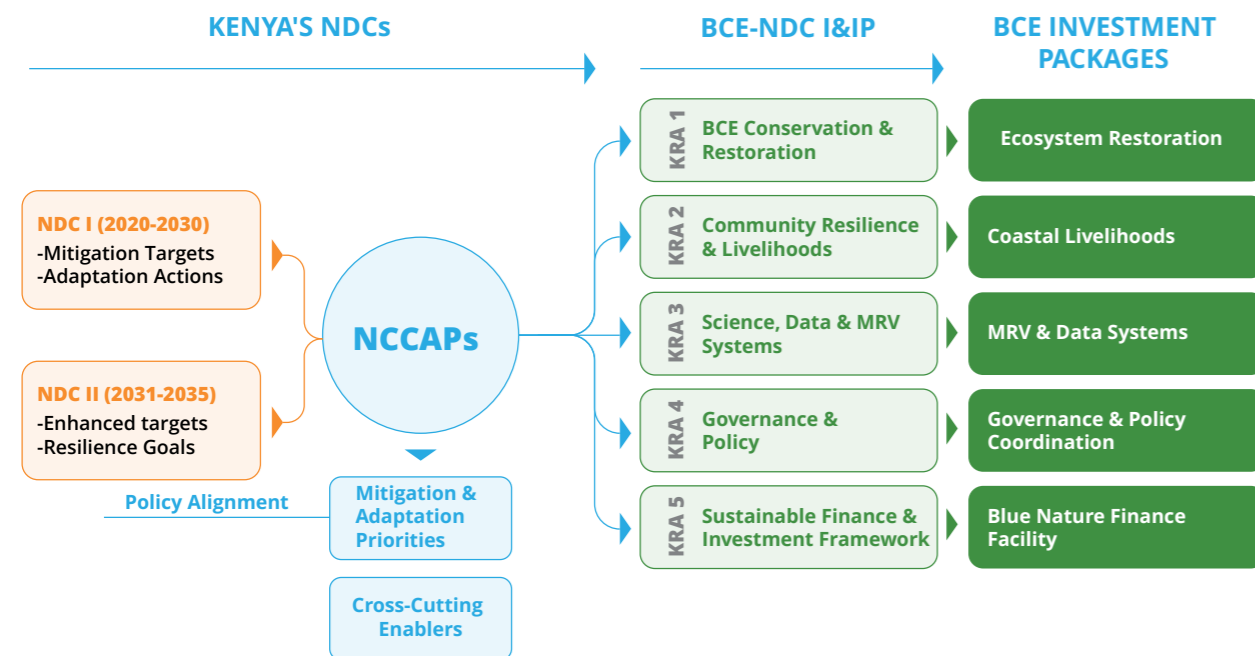 KENYA'S NDCs
BCE-NDC I&IP
BCE INVESTMENT
PACKAGES
NDC I (2020-2030)
-Mitigation Targets
-Adaptation Actions
NDC II (2031-2035)
-Enhanced targets
-Resilience Goals
Policy Alignment
NCCAPs
Mitigation &
Adaptation
Priorities
Cross-Cutting
Enablers
KRA 1
BCE Conservation &
Restoration
Ecosystem Restoration
KRA 2
Community Resilience
& Livelihoods
Coastal Livelihoods
KRA 3
Science, Data & MRV
Systems
MRV & Data Systems
KRA 4
Governance &
Policy
Governance & Policy
Coordination
KRA 5
Sustainable Finance &
Investment Framework
Blue Nature Finance
Facility